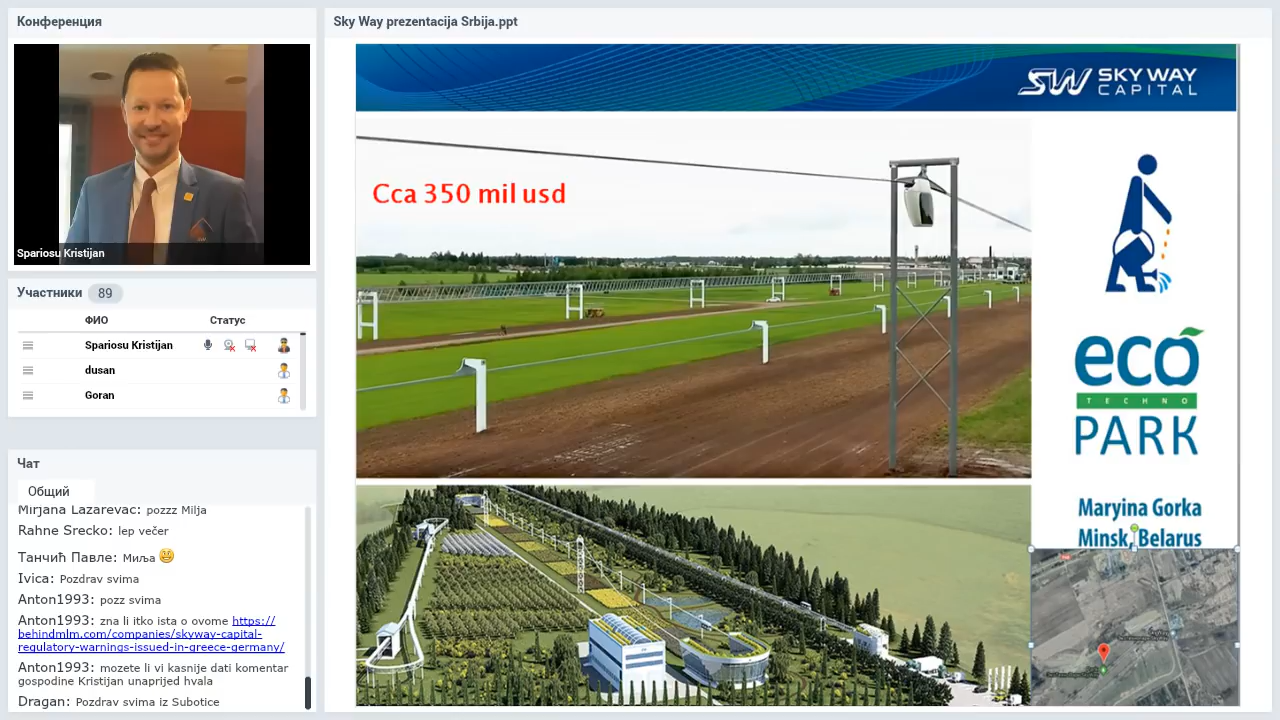 Конференция
Spariosu Kristijan
Участники 89
ФИО Статус
Spariosu Kristijan
dusan
Goran
Чат
Общий
Mirjana Lazarevac: pozzz Milja
Rahne Srecko: lep večer
Танчић Павле: Миља
Ivica: Pozdrav svima
Anton1993: pozz svima
Anton1993: zna li itko ista o ovome https://
behindmlm.com/companies/skyway-capital-
regulatory-warnings-issued-in-greece-germany/
Anton1993: mozete li vi kasnije dati komentar
gospodine Kristijan unaprijed hvala
Dragan: Pozdrav svima iz Subotice
Sky Way prezentacija Srbija.ppt
SW SKY WAY
CAPITAL
Cca 350 mil usd
eco
TECHNO
PARK
Maryina Gorka
Minsk, Belarus